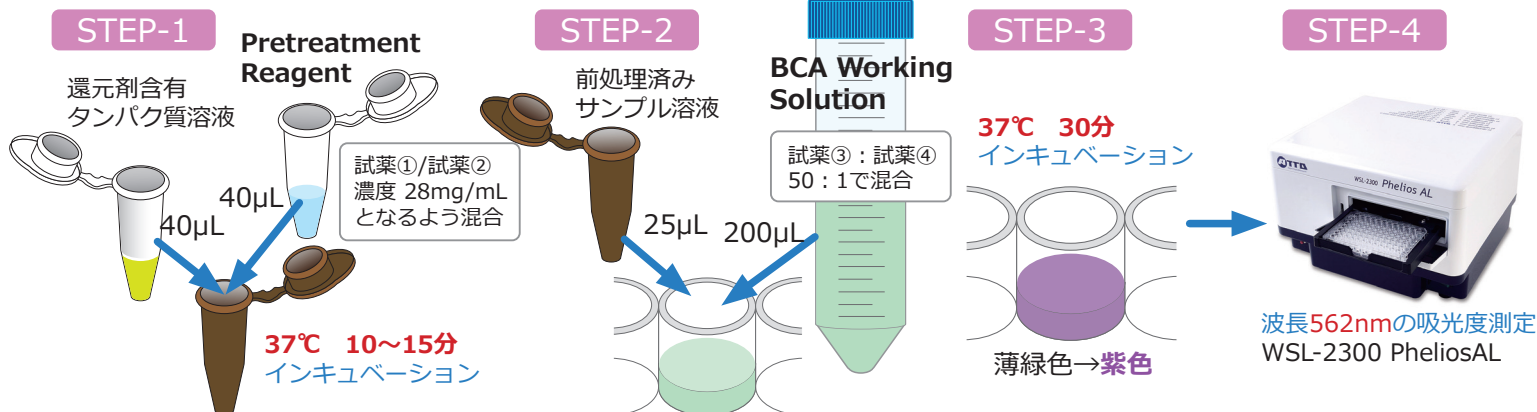 STEP-1
還元剤含有
タンパク質溶液
Pretreatment
Reagent
試薬①/試薬②
濃度 28mg/mL
となるよう混合
40μL
40μL
37℃ 10～15分
インキュベーション
STEP-2
前処理済み
サンプル溶液
BCA Working
Solution
試薬③：試薬④
50：1で混合
25μL
200μL
STEP-3
37℃ 30分
インキュベーション
薄緑色→紫色
STEP-4
ATTO
WSL-2300 Phelios AL
波長562nmの吸光度測定
WSL-2300 PheliosAL